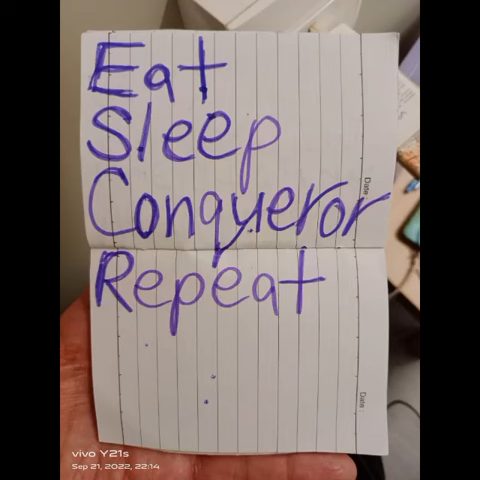 Eat
Sleep
Conqueror
Repeat
Date
Date
vivo Y21s
Sep 21, 2022, 22:14